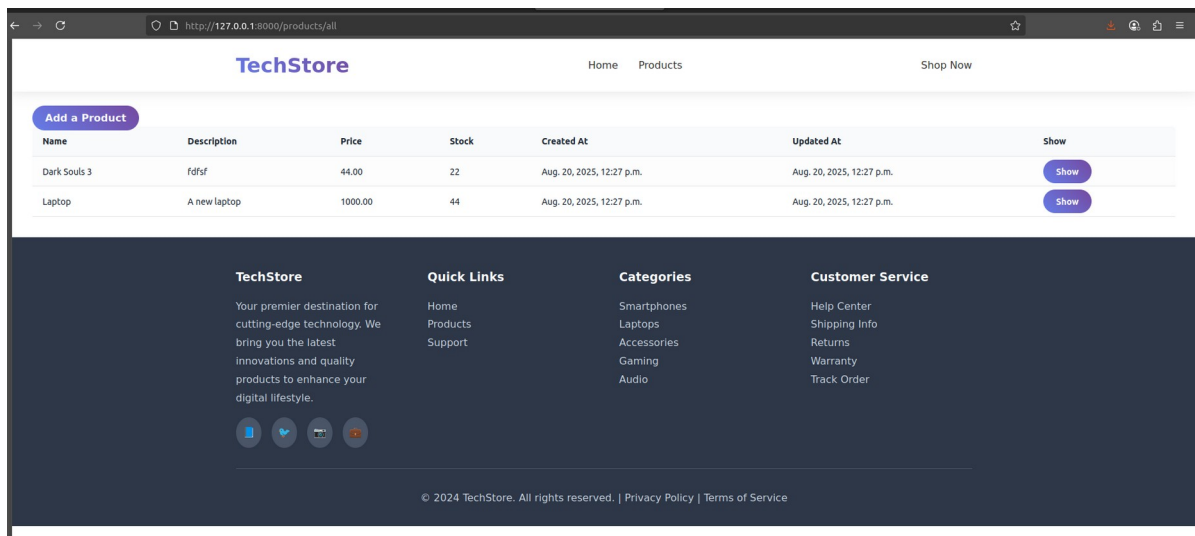 http://127.0.0.1:8000/products/all
TechStore Home Products Shop Now
Add a Product
Name Description Price Stock Created At Updated At Show
Dark Souls 3 fdfsf 44.00 22 Aug. 20, 2025, 12:27 p.m. Aug. 20, 2025, 12:27 p.m. Show
Laptop A new laptop 1000.00 44 Aug. 20, 2025, 12:27 p.m. Aug. 20, 2025, 12:27 p.m. Show
TechStore
Your premier destination for
cutting-edge technology. We
bring you the latest
innovations and quality
products to enhance your
digital lifestyle.
Quick Links
Home
Products
Support
Categories
Smartphones
Laptops
Accessories
Gaming
Audio
Customer Service
Help Center
Shipping Info
Returns
Warranty
Track Order
© 2024 TechStore. All rights reserved. | Privacy Policy | Terms of Service